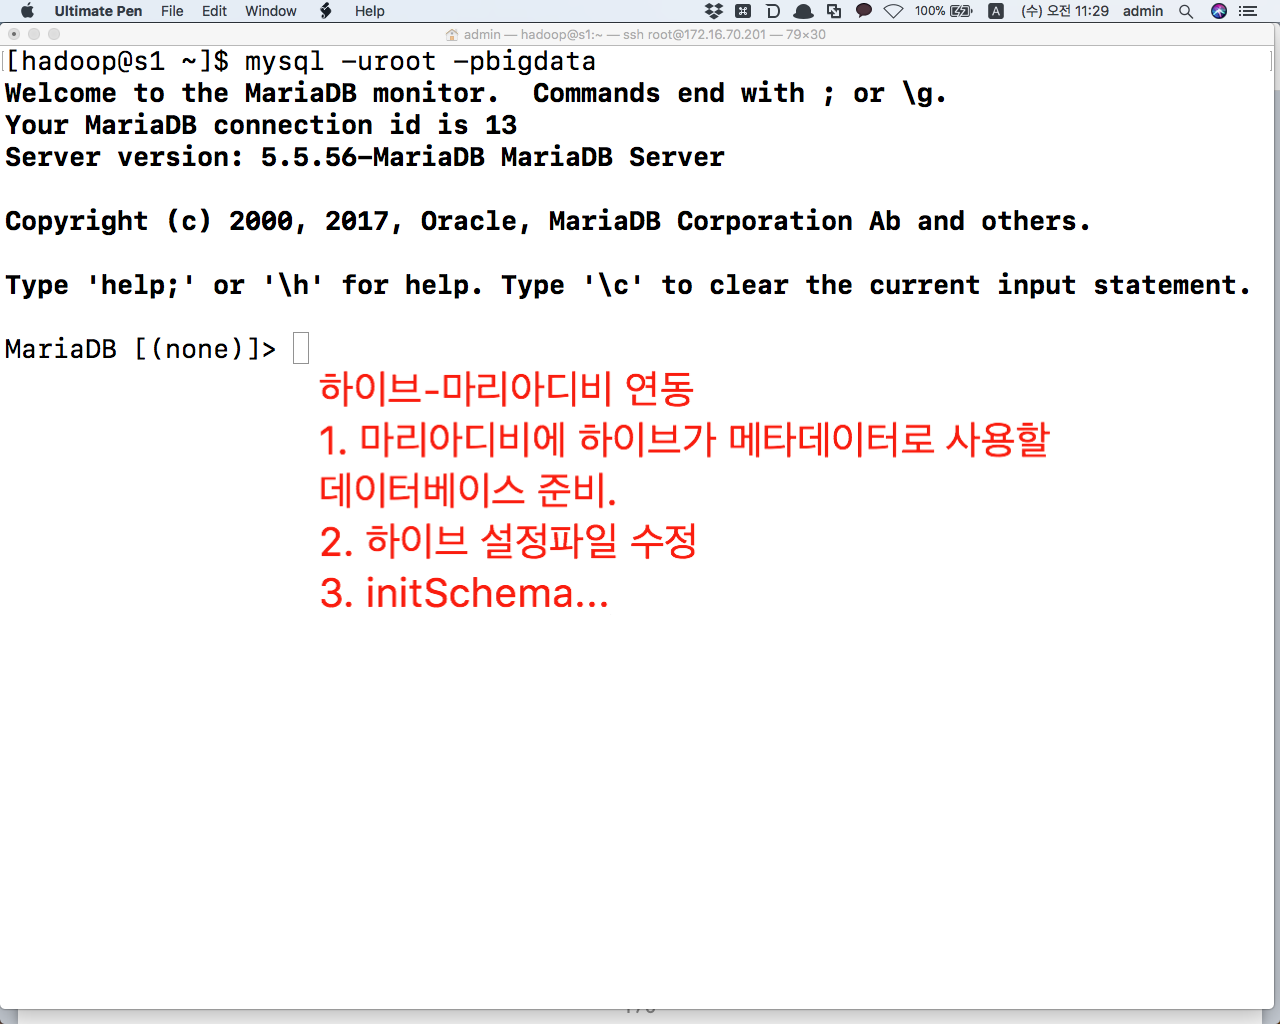 Ultimate Pen File Edit Window Help 100% A (수) 오전 11:29 admin
admin — hadoop@s1:~ — ssh root@172.16.70.201 — 79×30
[hadoop@s1 ~]$ mysql -uroot -pbigdata
Welcome to the MariaDB monitor.  Commands end with ; or \g.
Your MariaDB connection id is 13
Server version: 5.5.56-MariaDB MariaDB Server
Copyright (c) 2000, 2017, Oracle, MariaDB Corporation Ab and others.
Type 'help;' or '\h' for help. Type '\c' to clear the current input statement.
MariaDB [(none)]>
하이브-마리아디비 연동
1. 마리아디비에 하이브가 메타데이터로 사용할
데이터베이스 준비.
2. 하이브 설정파일 수정
3. initSchema...